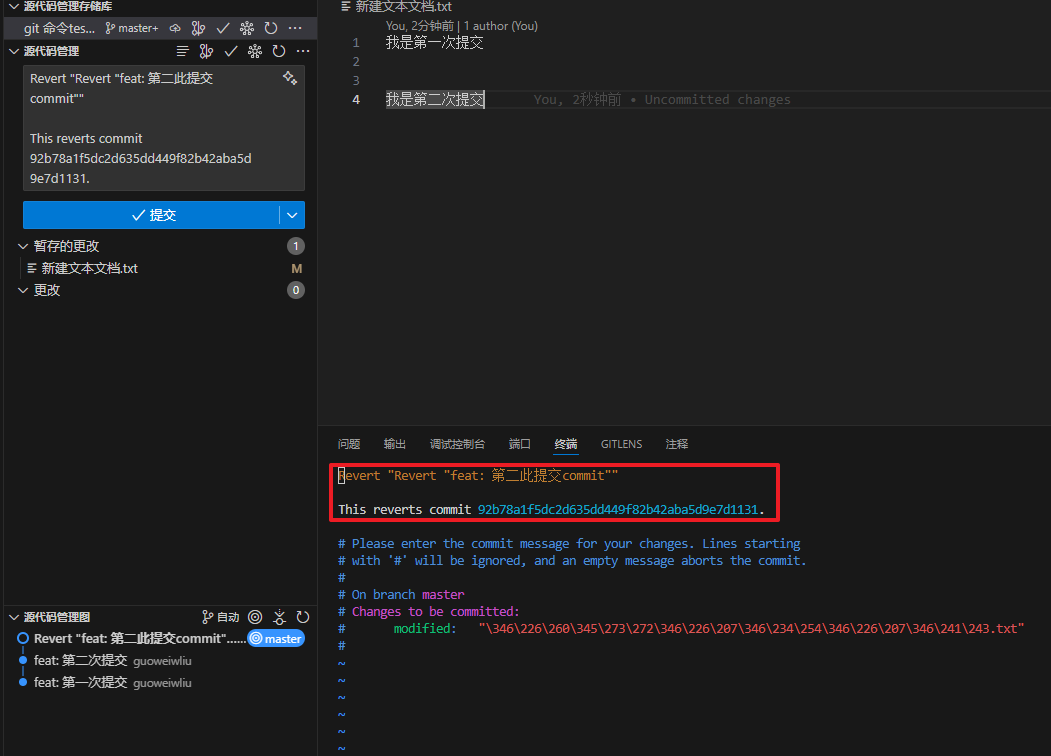 源代码管理存储库
git 命令tes... master+
源代码管理
Revert "Revert "feat: 第二此提交
commit""
This reverts commit
92b78a1f5dc2d635dd449f82b42aba5d
9e7d1131.
提交
暂存的更改 1
新建文本文档.txt M
更改 0
源代码管理图 自动
Revert "feat: 第二此提交commit"...... master
feat: 第二次提交 guoweiwliu
feat: 第一次提交 guoweiwliu
新建文本文档.txt
You, 2分钟前 | 1 author (You)
1 我是第一次提交
2
3
4 我是第二次提交 You, 2秒钟前 • Uncommitted changes
问题 输出 调试控制台 端口 终端 GITLENS 注释
Revert "Revert "feat: 第二此提交commit""
This reverts commit 92b78a1f5dc2d635dd449f82b42aba5d9e7d1131.
# Please enter the commit message for your changes. Lines starting
# with '#' will be ignored, and an empty message aborts the commit.
#
# On branch master
# Changes to be committed:
#       modified:   "\346\226\260\345\273\272\346\226\207\346\234\254\346\226\207\346\241\243.txt"
#
~
~
~
~
~
~